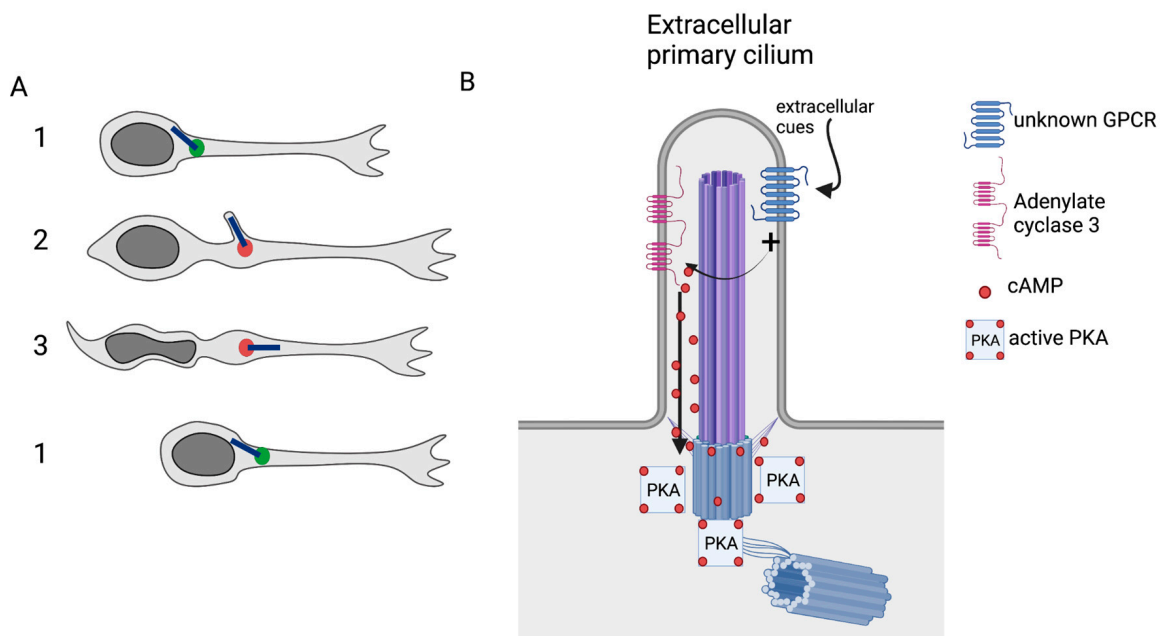 A
1
2
3
1
B
Extracellular
primary cilium
extracellular
cues
+
PKA
PKA
PKA
unknown GPCR
Adenylate
cyclase 3
cAMP
PKA
active PKA